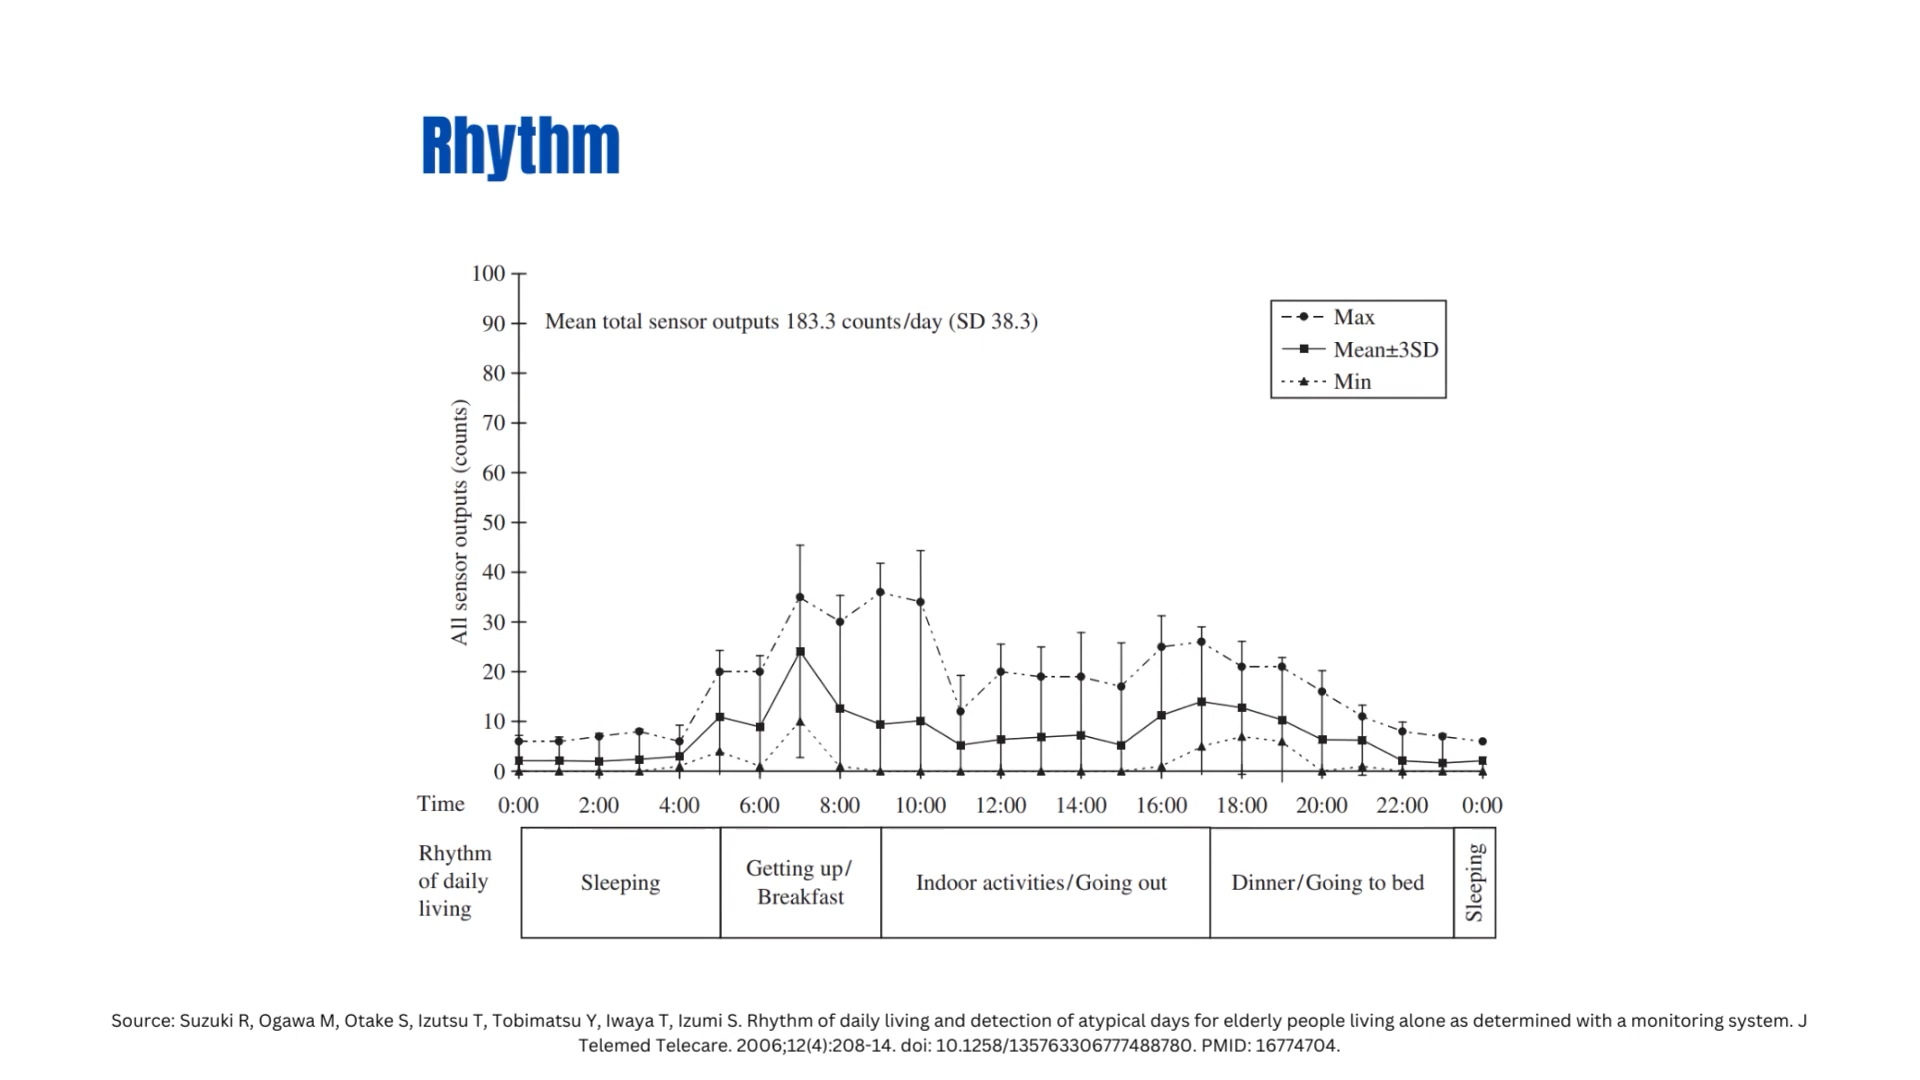 Rhythm
100
90
80
70
60
50
40
30
20
10
0
All sensor outputs (counts)
Mean total sensor outputs 183.3 counts/day (SD 38.3)
Max
Mean±3SD
Min
Time 0:00 2:00 4:00 6:00 8:00 10:00 12:00 14:00 16:00 18:00 20:00 22:00 0:00
Rhythm
of daily
living
Sleeping
Getting up/
Breakfast
Indoor activities/Going out
Dinner/Going to bed
Sleeping
Source: Suzuki R, Ogawa M, Otake S, Izutsu T, Tobimatsu Y, Iwaya T, Izumi S. Rhythm of daily living and detection of atypical days for elderly people living alone as determined with a monitoring system. J
Telemed Telecare. 2006;12(4):208-14. doi: 10.1258/135763306777488780. PMID: 16774704.